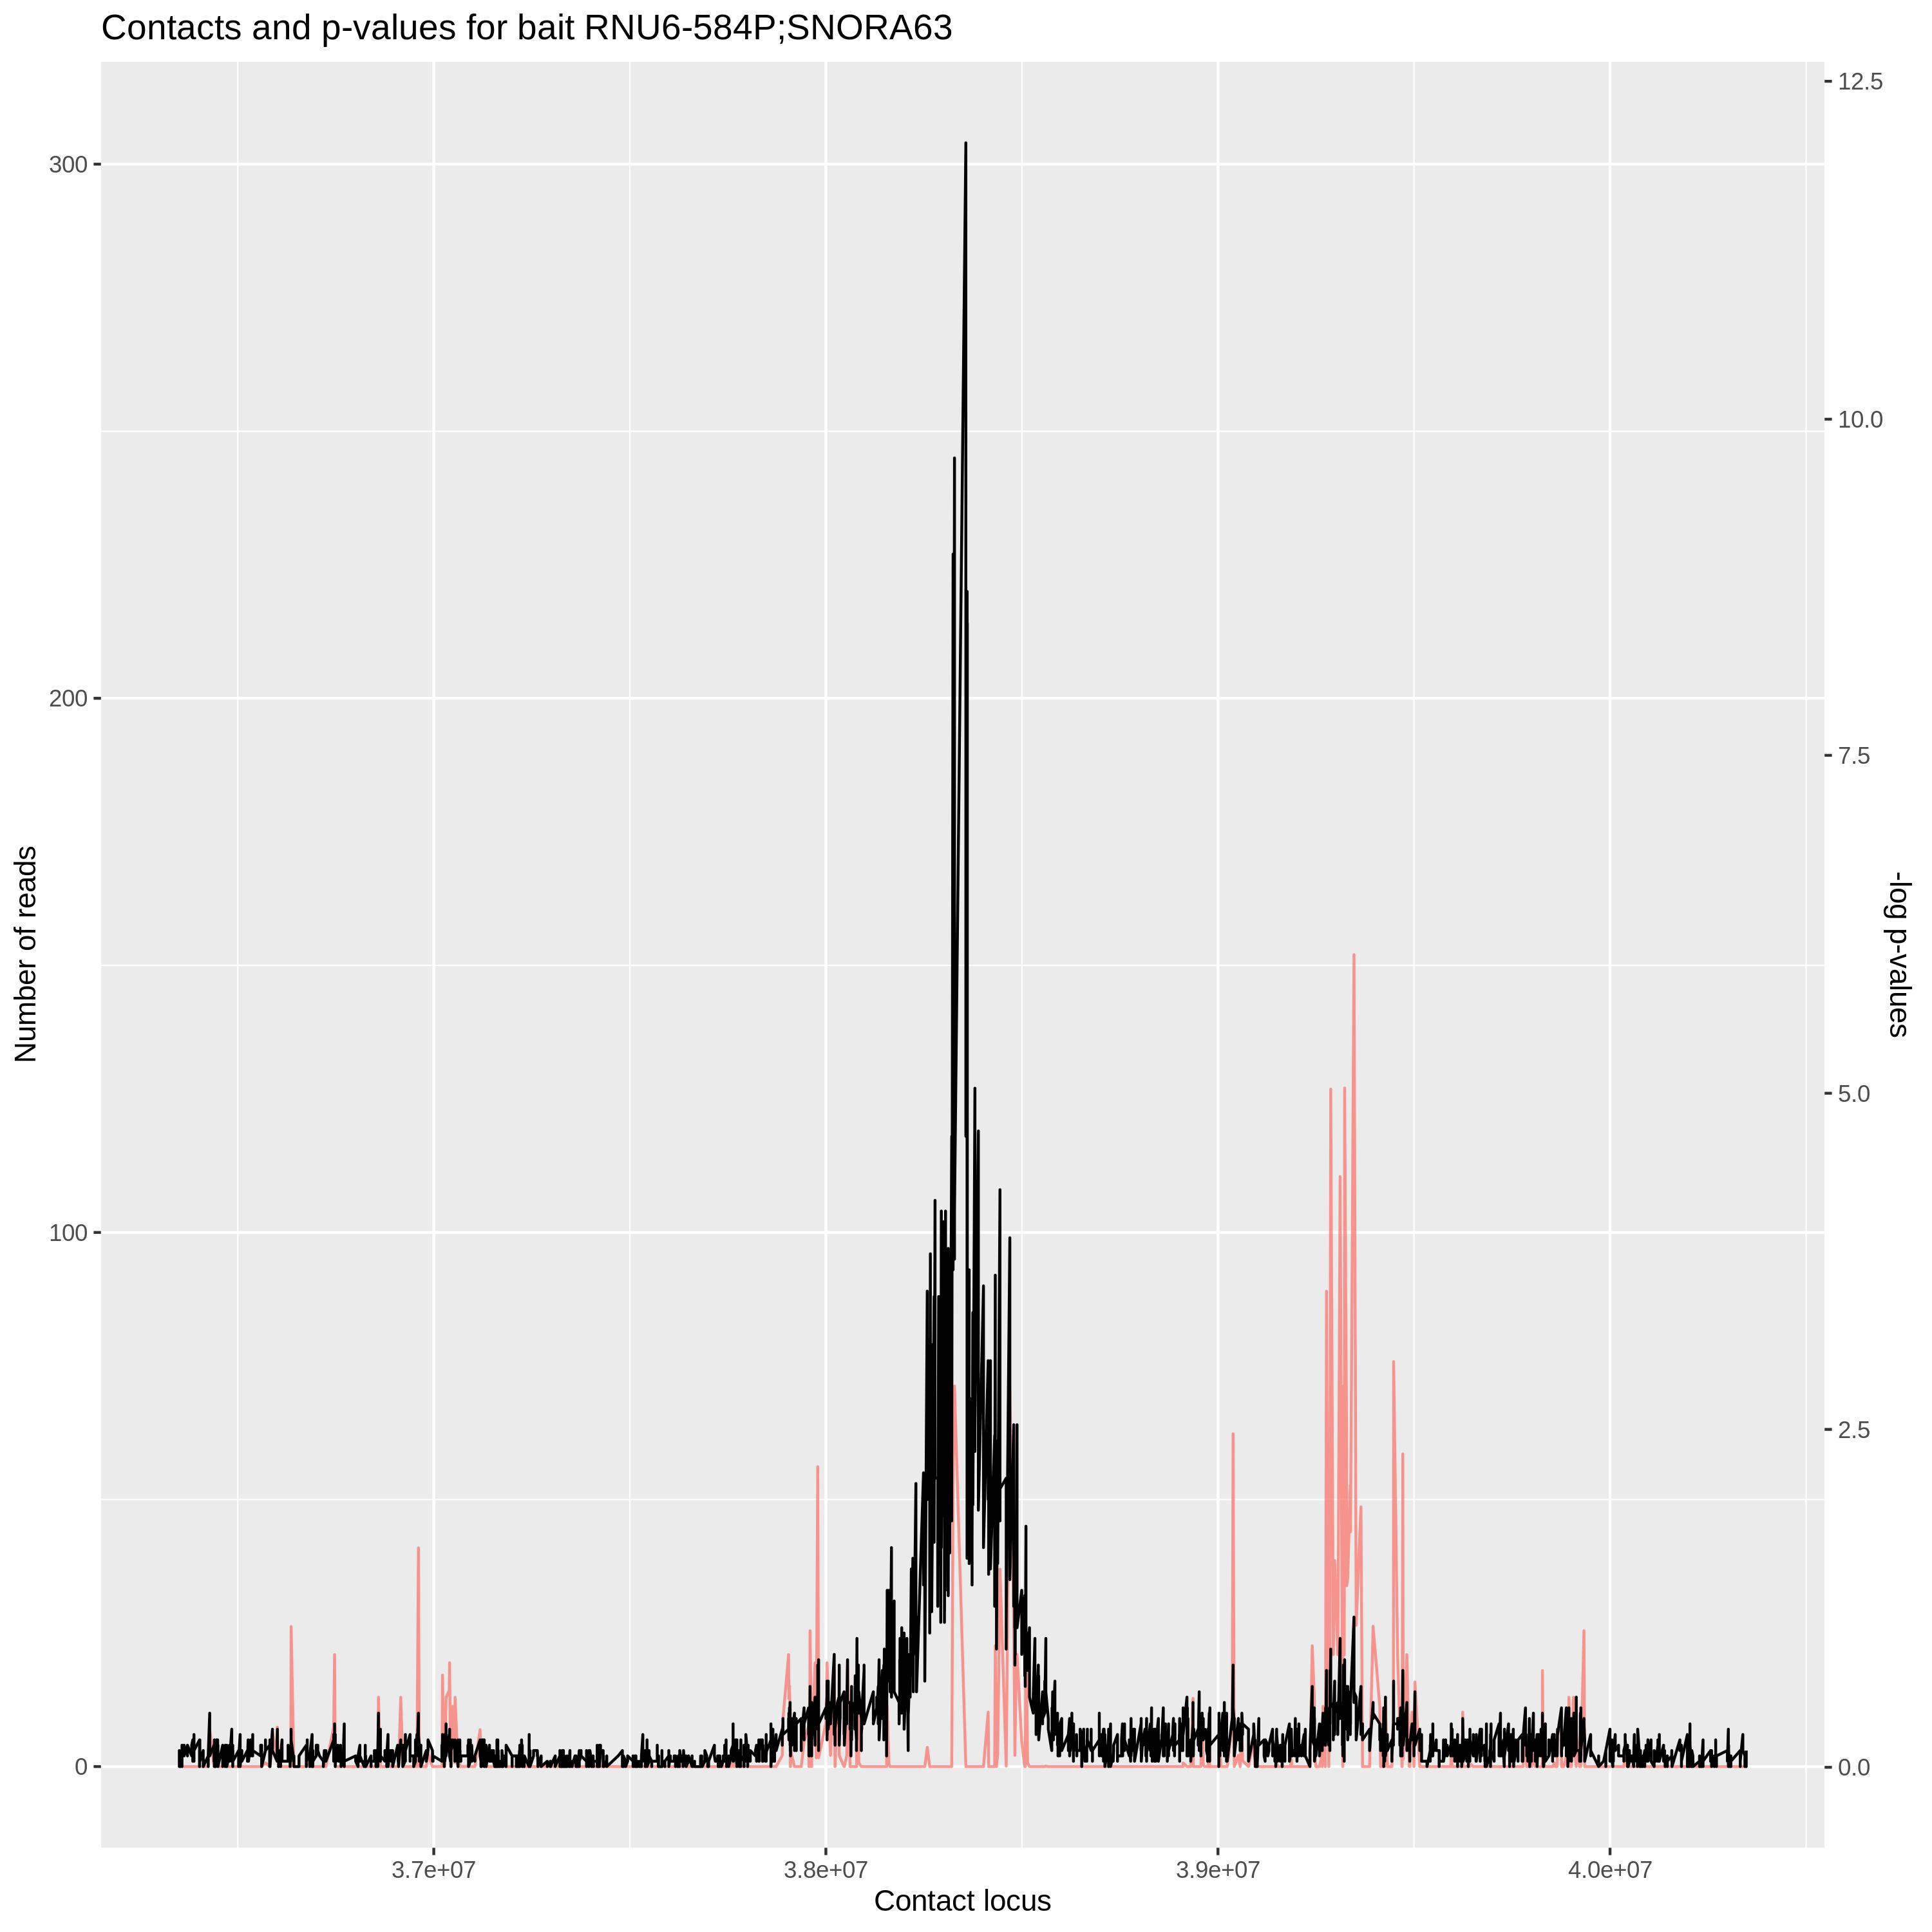 Contacts and p-values for bait RNU6-584P;SNORA63
12.5
300
10.0
200
7.5
Number of reads
-log p-values
5.0
100
2.5
0
0.0
3.7e+07
3.8e+07
3.9e+07
4.0e+07
Contact locus